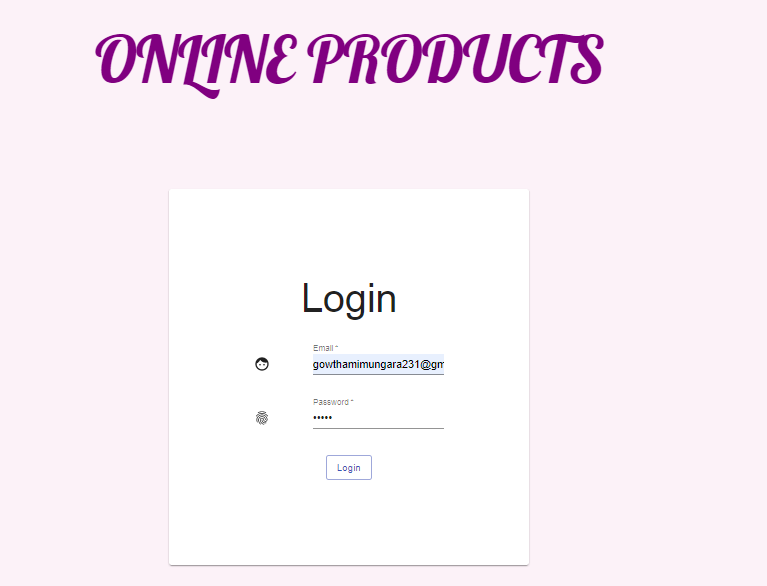 ONLINE PRODUCTS
Login
Email *
gowthamimungara231@gm
Password *
•••••
Login